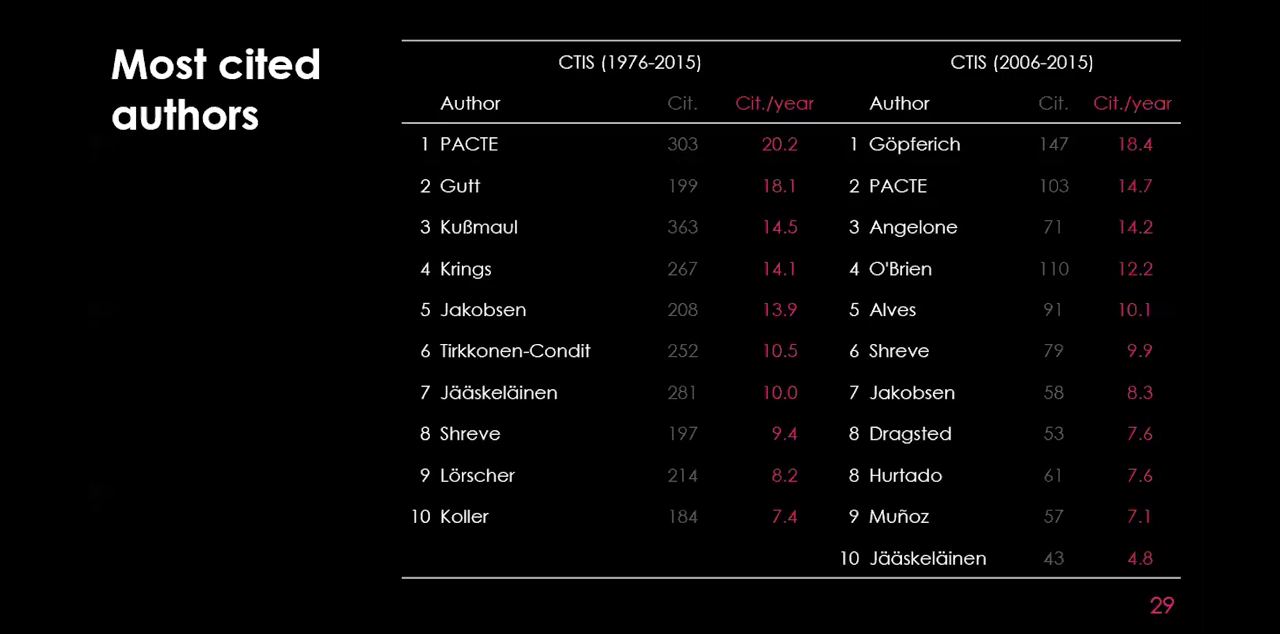 Most cited
authors
CTIS (1976-2015) CTIS (2006-2015)
Author Cit. Cit./year Author Cit. Cit./year
1 PACTE 303 20.2 1 Göpferich 147 18.4
2 Gutt 199 18.1 2 PACTE 103 14.7
3 Kußmaul 363 14.5 3 Angelone 71 14.2
4 Krings 267 14.1 4 O'Brien 110 12.2
5 Jakobsen 208 13.9 5 Alves 91 10.1
6 Tirkkonen-Condit 252 10.5 6 Shreve 79 9.9
7 Jääskeläinen 281 10.0 7 Jakobsen 58 8.3
8 Shreve 197 9.4 8 Dragsted 53 7.6
9 Lörscher 214 8.2 8 Hurtado 61 7.6
10 Koller 184 7.4 9 Muñoz 57 7.1
10 Jääskeläinen 43 4.8
29